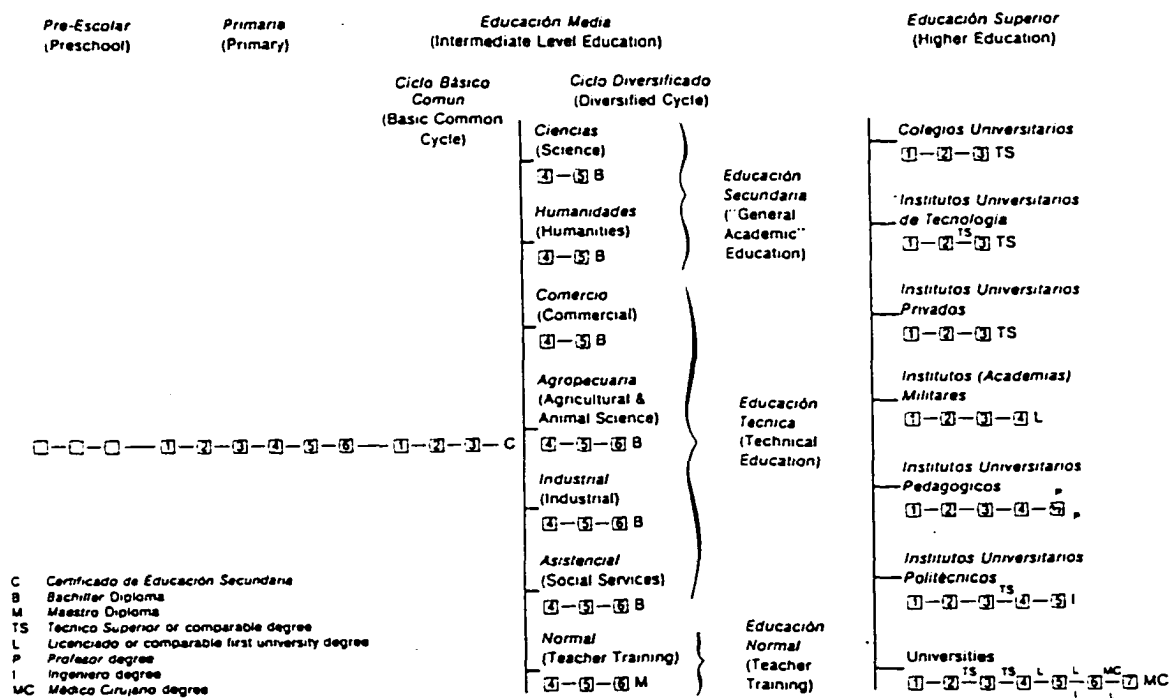 Pre-Escolar
(Preschool)
Primaria
(Primary)
Educación Media
(Intermediate Level Education)
Educación Superior
(Higher Education)
Ciclo Básico
Comun
(Basic Common
Cycle)
Ciclo Diversificado
(Diversified Cycle)
1—2—3—4—5—6—1—2—3—C
Ciencias
(Science)
4—5 B
Humanidades
(Humanities)
4—5 B
Comercio
(Commercial)
4—5 B
Agropecuaria
(Agricultural &
Animal Science)
4—5—6 B
Industrial
(Industrial)
4—5—6 B
Asistencial
(Social Services)
4—5—6 B
Normal
(Teacher Training)
4—5—6 M
Educación
Secundaria
("General
Academic"
Education)
Educación
Tecnica
(Technical
Education)
Educación
Normal
(Teacher
Training)
Colegios Universitarios
1—2—3 TS
Institutos Universitarios
de Tecnología
TS
1—2—3 TS
Institutos Universitarios
Privados
1—2—3 TS
Institutos (Academias)
Militares
1—2—3—4 L
Institutos Universitarios
Pedagogicos
P
1—2—3—4—5
P
Institutos Universitarios
Politécnicos
TS
1—2—3—4—5 I
Universities
TS TS L L MC
1—2—3—4—5—6—7 MC
I I
C Certificado de Educación Secundaria
B Bachiller Diploma
M Maestro Diploma
TS Técnico Superior or comparable degree
L Licenciado or comparable first university degree
P Profesor degree
I Ingeniero degree
MC Médico Cirujano degree